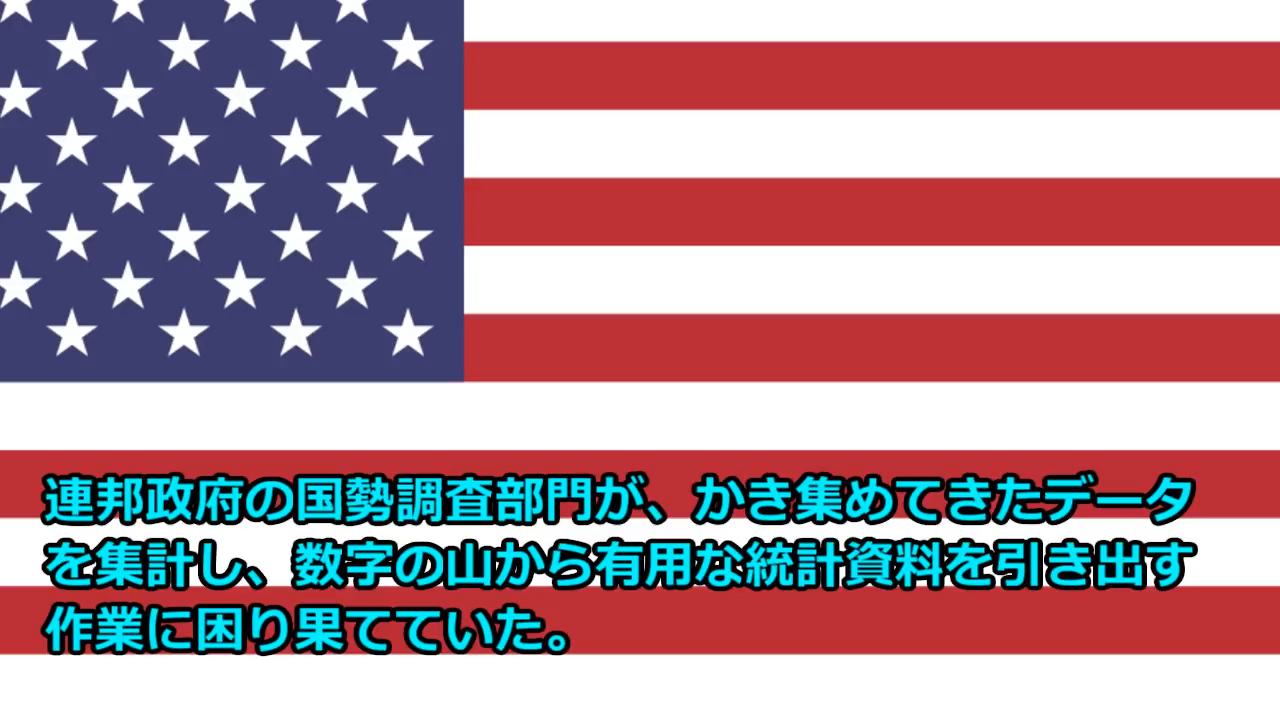 連邦政府の国勢調査部門が、かき集めてきたデータ
を集計し、数字の山から有用な統計資料を引き出す
作業に困り果てていた。